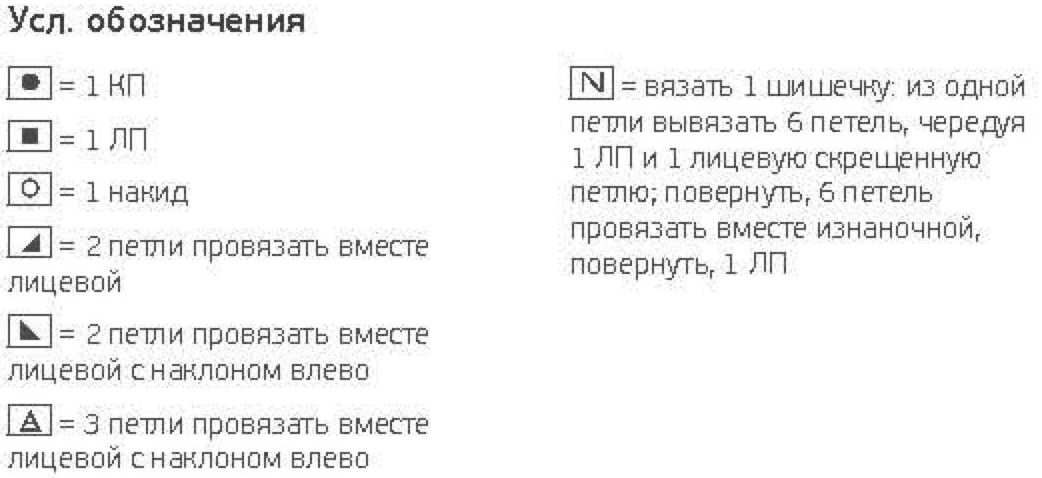 Усл. обозначения
● = 1 КП
■ = 1 ЛП
○ = 1 накид
◢ = 2 петли провязать вместе
лицевой
◣ = 2 петли провязать вместе
лицевой с наклоном влево
△ = 3 петли провязать вместе
лицевой с наклоном влево
N = вязать 1 шишечку: из одной
петли вывязать 6 петель, чередуя
1 ЛП и 1 лицевую скрещенную
петлю; повернуть, 6 петель
провязать вместе изнаночной,
повернуть, 1 ЛП